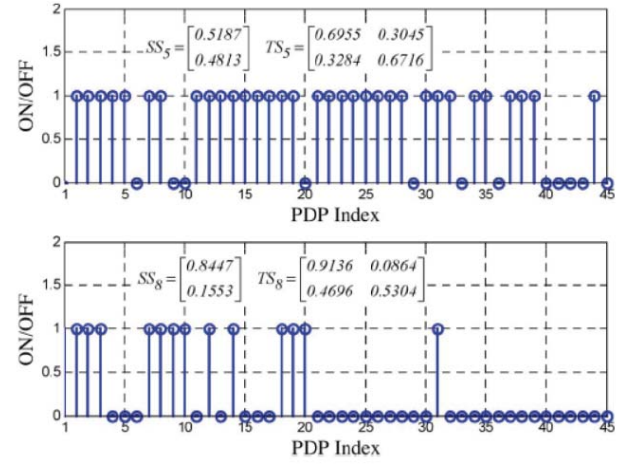 2
1.5
1
0.5
0
ON/OFF
SS5 = [0.5187 0.4813] TS5 = [0.6955 0.3045 0.3284 0.6716]
1 5 10 15 20 25 30 35 40 45
PDP Index
2
1.5
1
0.5
0
ON/OFF
SS8 = [0.8447 0.1553] TS8 = [0.9136 0.0864 0.4696 0.5304]
1 5 10 15 20 25 30 35 40 45
PDP Index